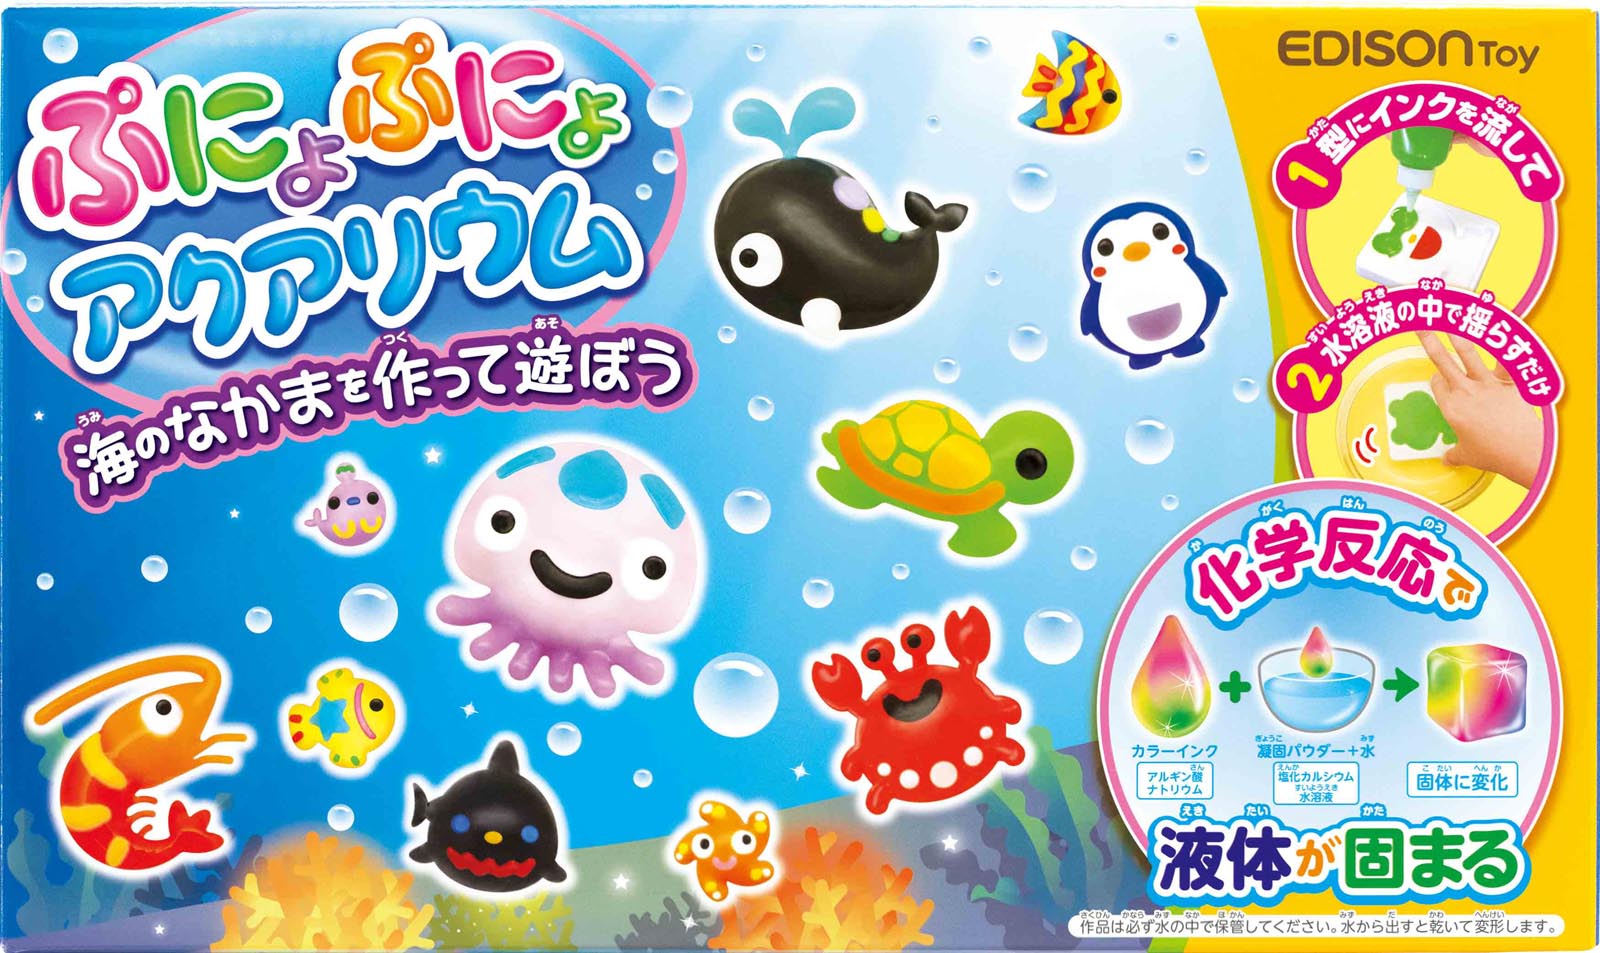 ぷにょぷにょ
アクアリウム
海のなかまを作って遊ぼう
EDISON Toy
1 型にインクを流して
2 水溶液の中で揺らすだけ
化学反応で
カラーインク
アルギン酸
ナトリウム
+
凝固パウダー+水
塩化カルシウム
水溶液
固体に変化
液体が固まる
作品は必ず水の中で保管してください。水から出すと乾いて変形します。